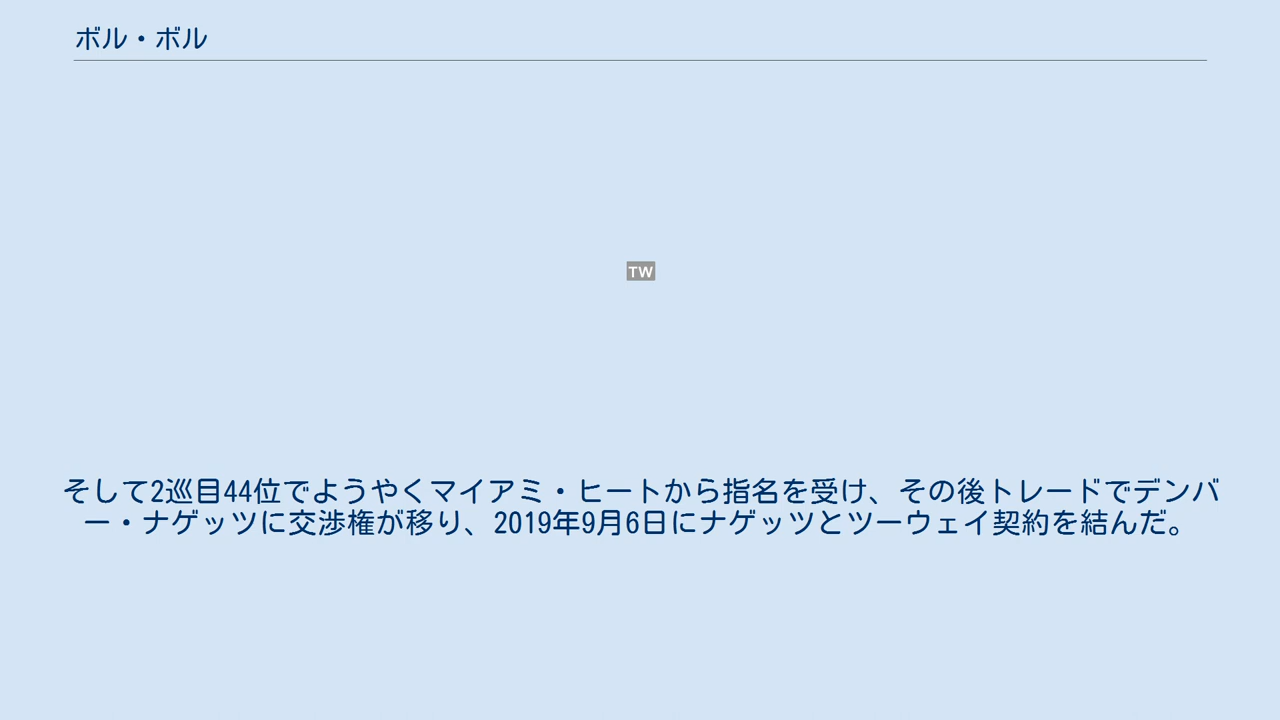 ボル・ボル
TW
そして2巡目44位でようやくマイアミ・ヒートから指名を受け、その後トレードでデンバ
ー・ナゲッツに交渉権が移り、2019年9月6日にナゲッツとツーウェイ契約を結んだ。